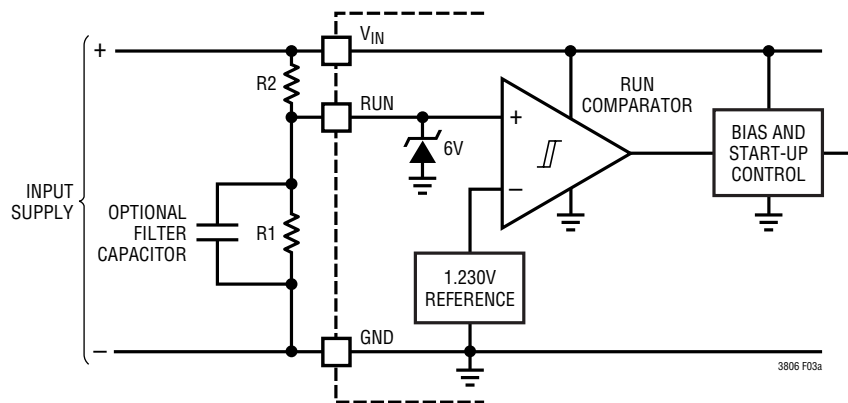 +
VIN
R2
RUN
INPUT
SUPPLY
OPTIONAL
FILTER
CAPACITOR
R1
6V
+
−
RUN
COMPARATOR
BIAS AND
START-UP
CONTROL
1.230V
REFERENCE
−
GND
3806 F03a